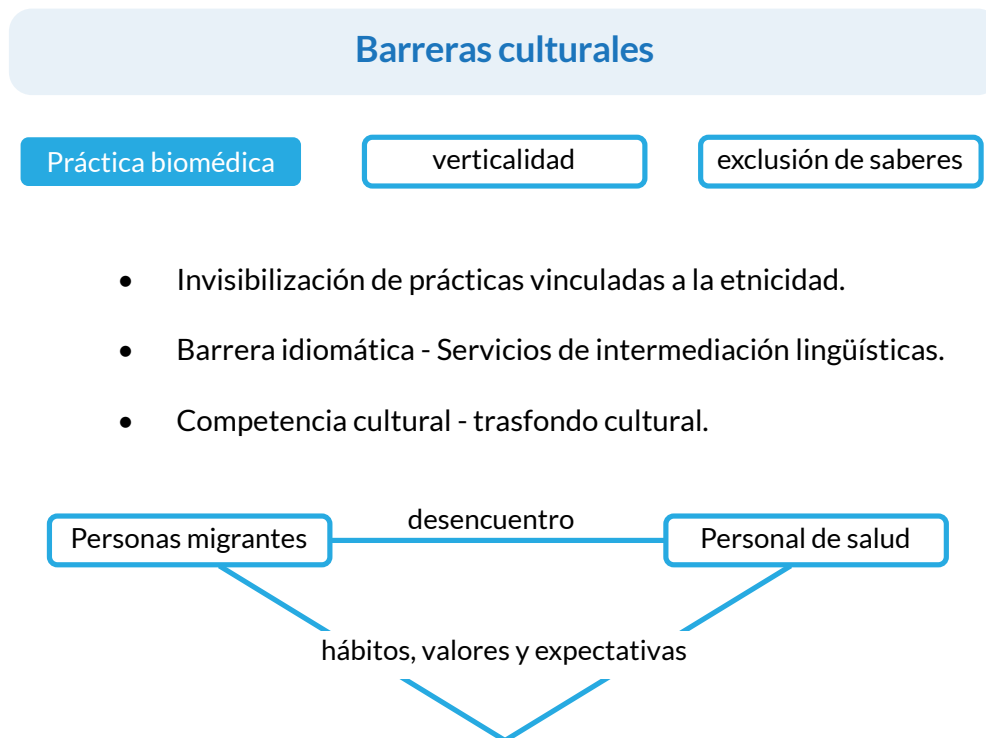 Barreras culturales
Práctica biomédica
verticalidad
exclusión de saberes
• Invisibilización de prácticas vinculadas a la etnicidad.
• Barrera idiomática - Servicios de intermediación lingüísticas.
• Competencia cultural - trasfondo cultural.
desencuentro
Personas migrantes
Personal de salud
hábitos, valores y expectativas